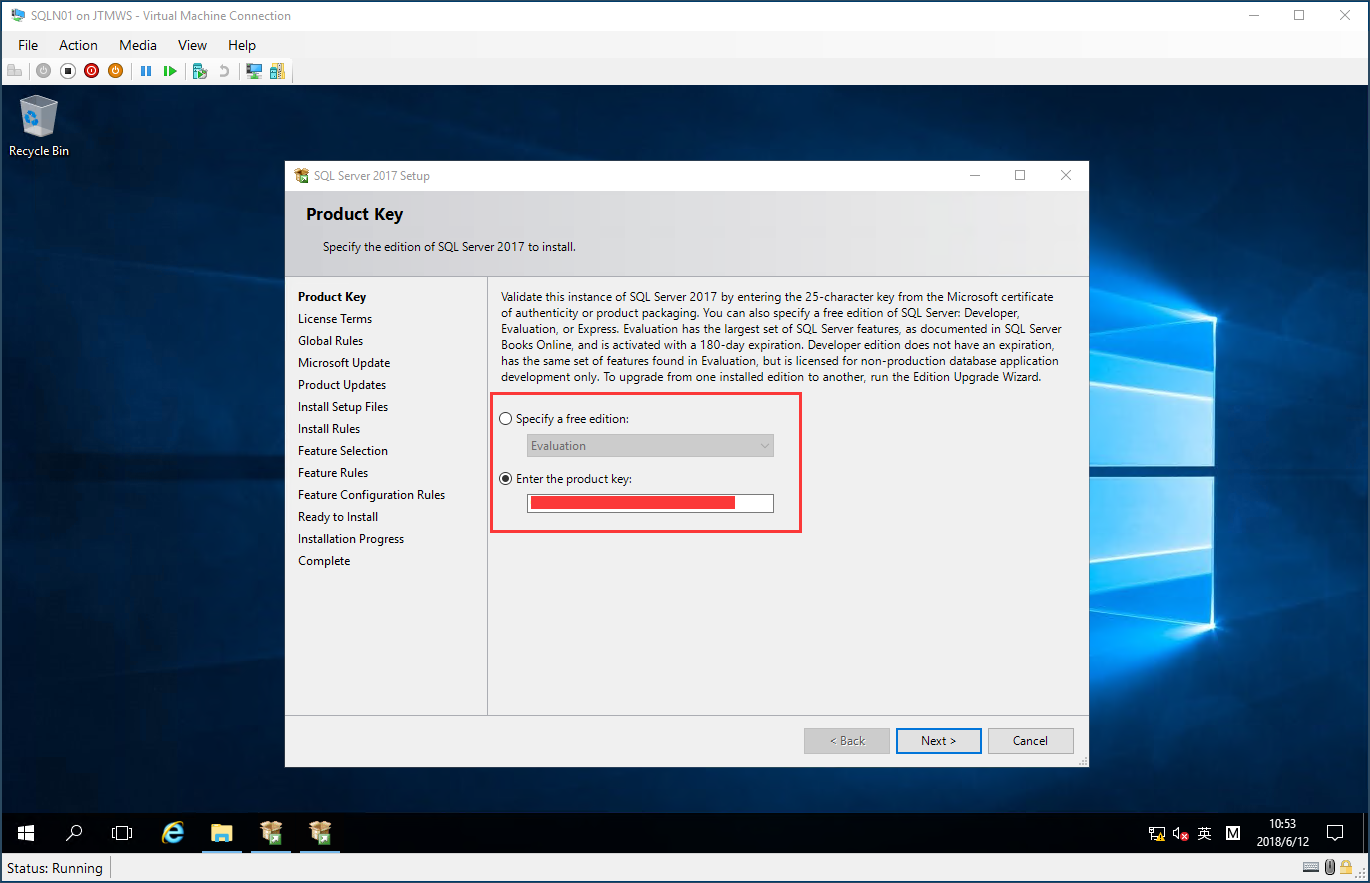 SQLN01 on JTMWS - Virtual Machine Connection
File Action Media View Help
Recycle Bin
SQL Server 2017 Setup
Product Key
Specify the edition of SQL Server 2017 to install.
Product Key
License Terms
Global Rules
Microsoft Update
Product Updates
Install Setup Files
Install Rules
Feature Selection
Feature Rules
Feature Configuration Rules
Ready to Install
Installation Progress
Complete
Validate this instance of SQL Server 2017 by entering the 25-character key from the Microsoft certificate
of authenticity or product packaging. You can also specify a free edition of SQL Server: Developer,
Evaluation, or Express. Evaluation has the largest set of SQL Server features, as documented in SQL Server
Books Online, and is activated with a 180-day expiration. Developer edition does not have an expiration,
has the same set of features found in Evaluation, but is licensed for non-production database application
development only. To upgrade from one installed edition to another, run the Edition Upgrade Wizard.
Specify a free edition:
Evaluation
Enter the product key:
< Back Next > Cancel
英 M
10:53
2018/6/12
Status: Running